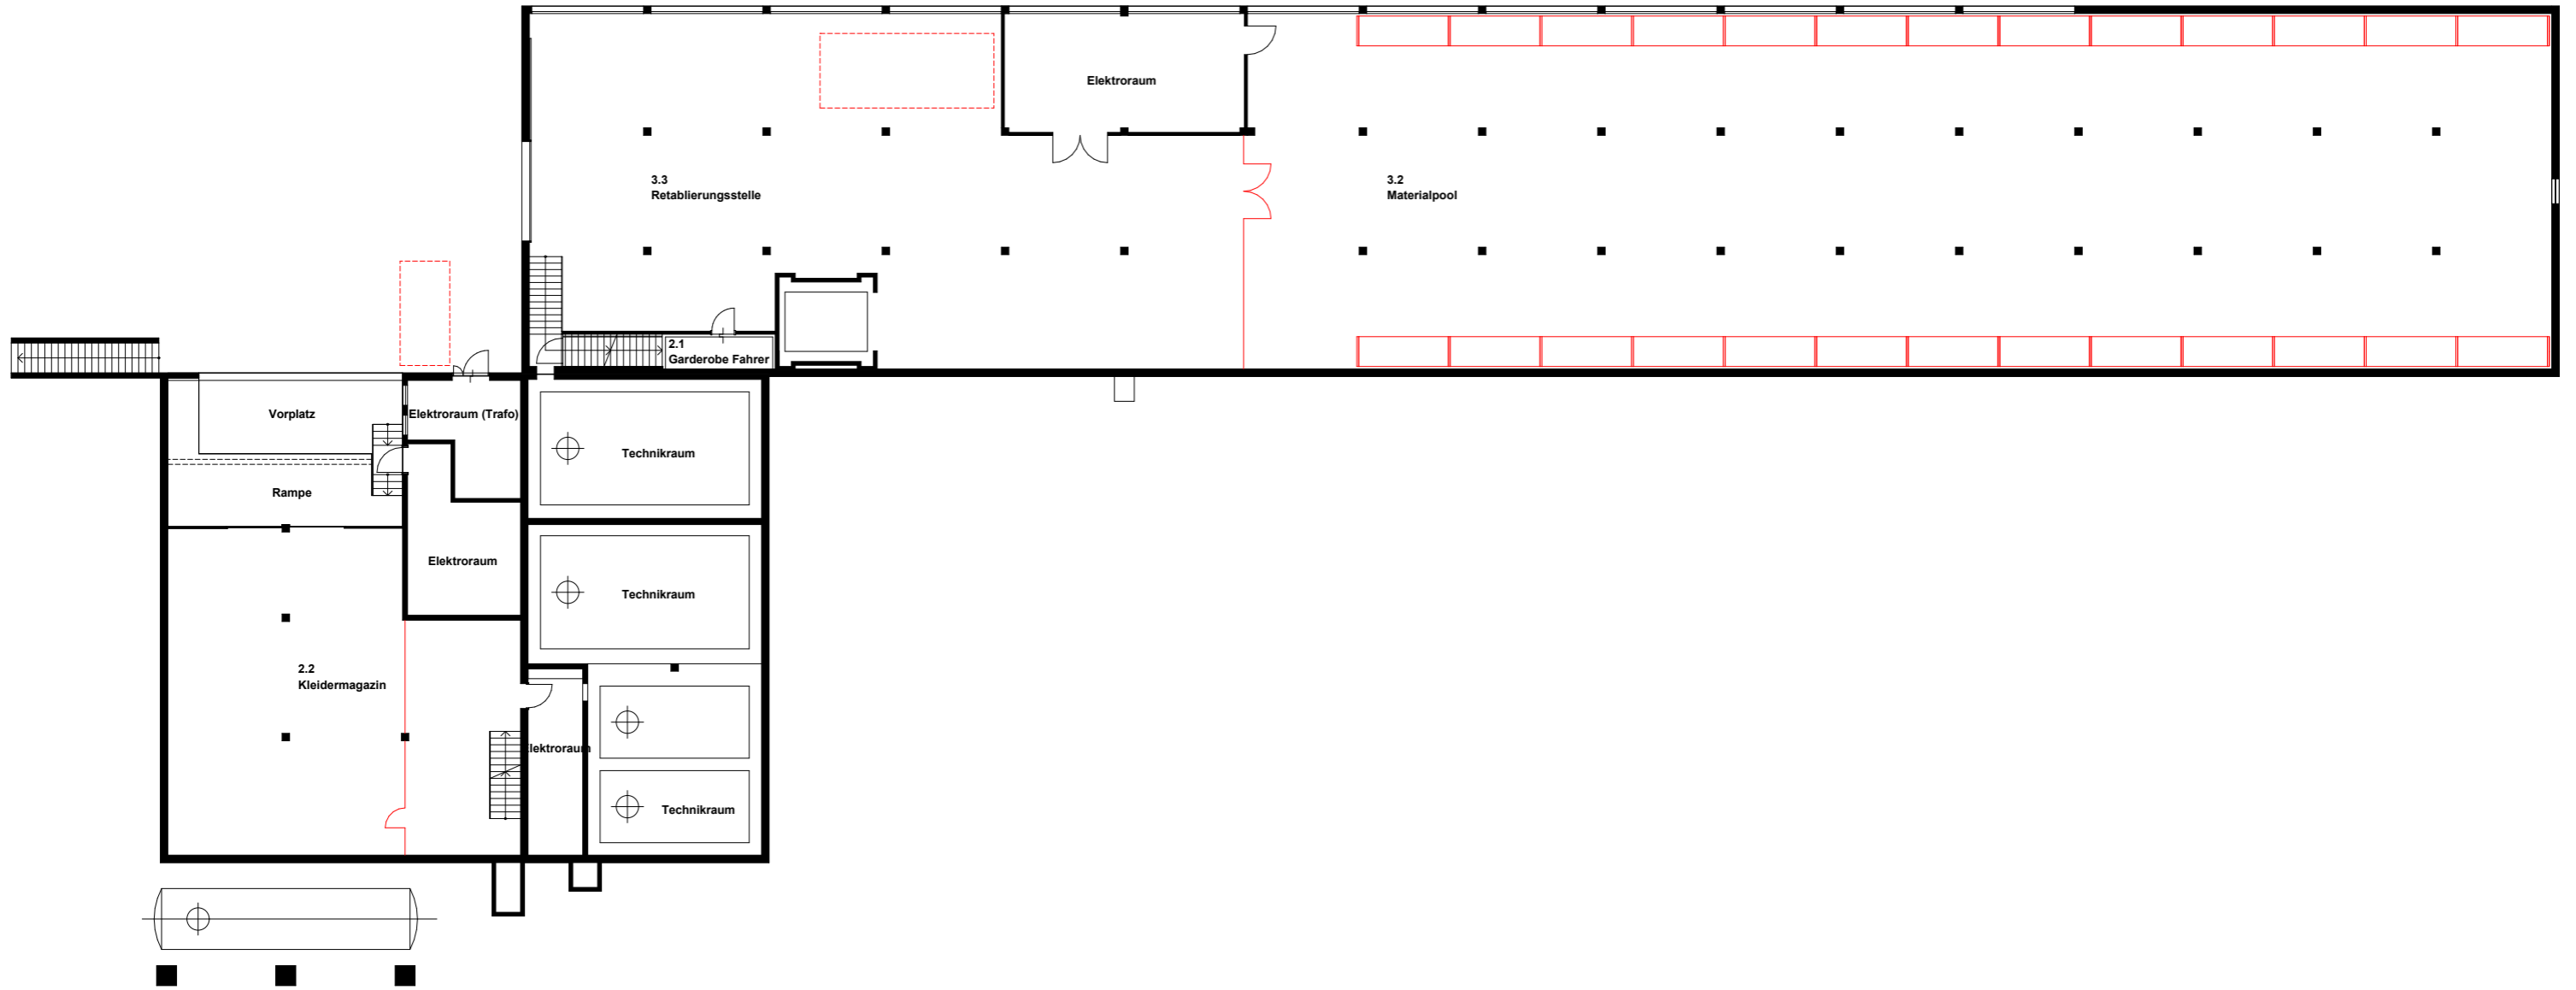 Elektroraum
3.3
Retablierungsstelle
3.2
Materialpool
2.1
Garderobe Fahrer
Vorplatz
Elektroraum (Trafo)
Technikraum
Rampe
Elektroraum
Technikraum
2.2
Kleidermagazin
Elektroraum
Technikraum